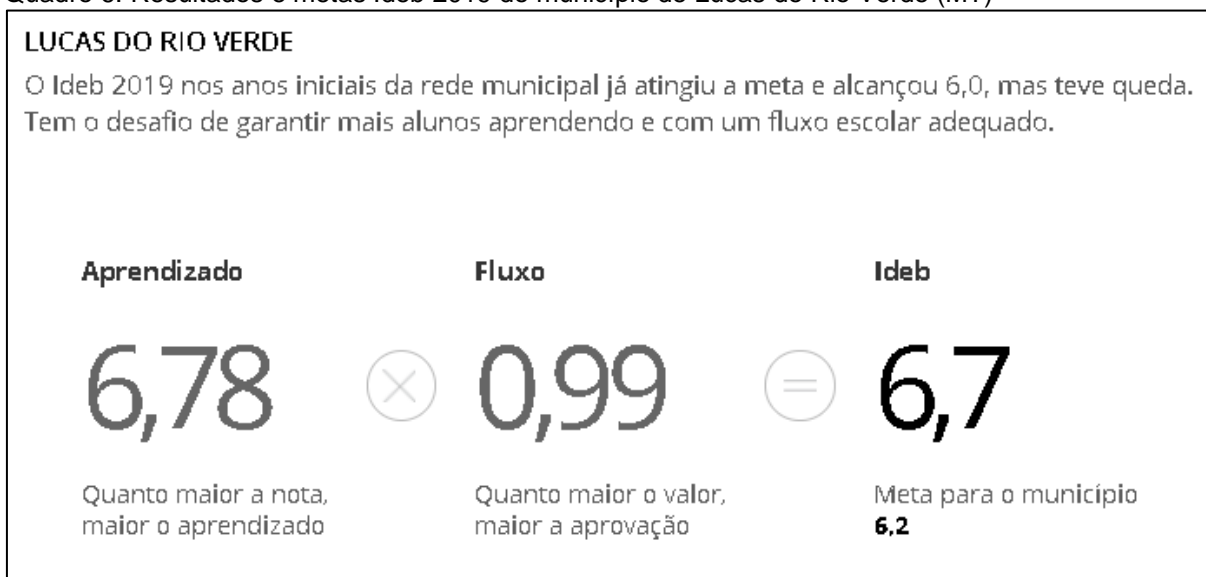 LUCAS DO RIO VERDE
O Ideb 2019 nos anos iniciais da rede municipal já atingiu a meta e alcançou 6,0, mas teve queda.
Tem o desafio de garantir mais alunos aprendendo e com um fluxo escolar adequado.
Aprendizado Fluxo Ideb
6,78 × 0,99 = 6,7
Quanto maior a nota, Quanto maior o valor, Meta para o município
maior o aprendizado maior a aprovação 6,2